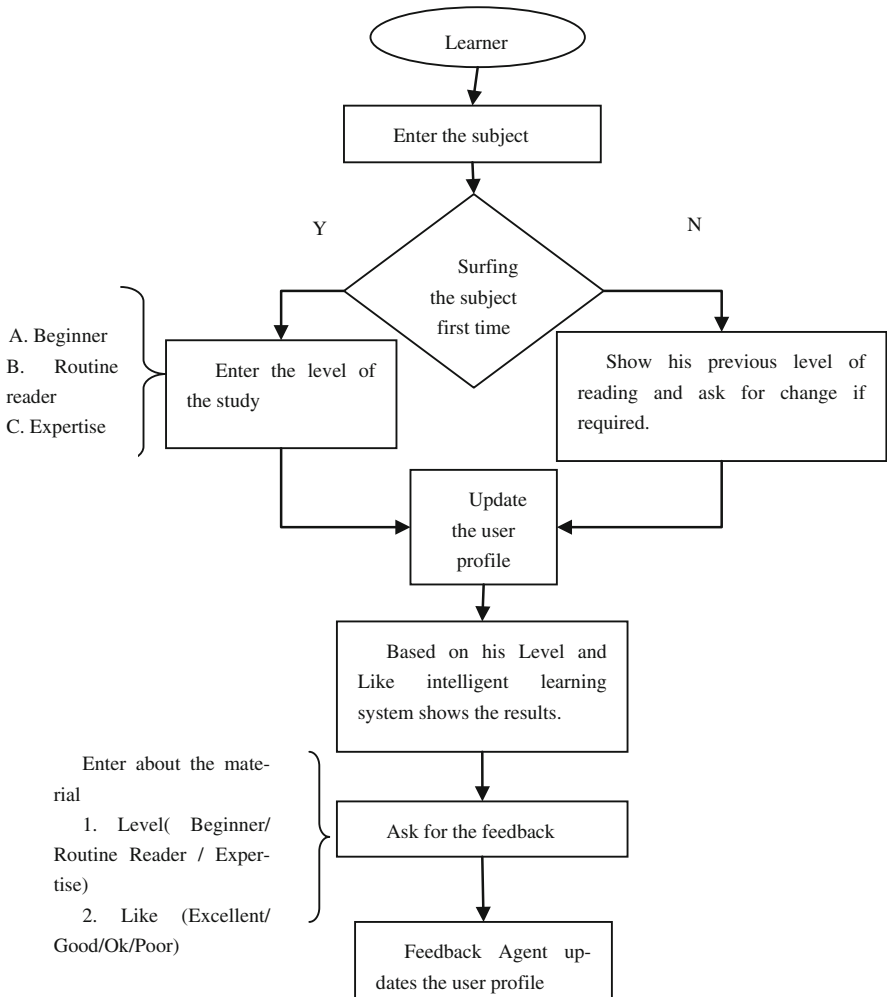 Learner
Enter the subject
Y
N
Surfing
the subject
first time
A. Beginner
B. Routine
reader
C. Expertise
Enter the level of
the study
Show his previous level of
reading and ask for change if
required.
Update
the user
profile
Based on his Level and
Like intelligent learning
system shows the results.
Enter about the mate-
rial
1. Level( Beginner/
Routine Reader / Exper-
tise)
2. Like (Excellent/
Good/Ok/Poor)
Ask for the feedback
Feedback Agent up-
dates the user profile